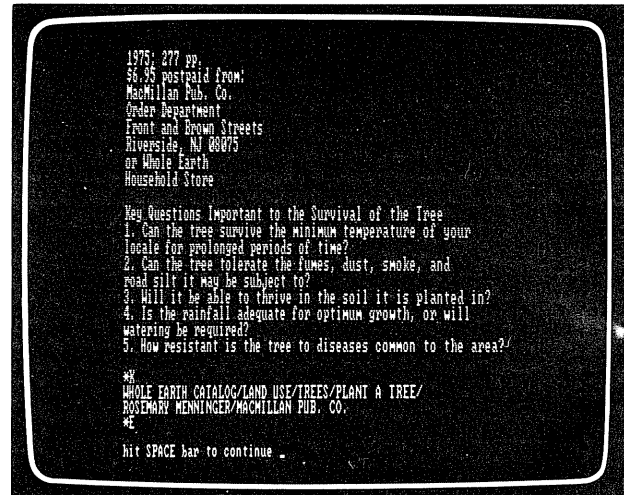 1975; 277 pp.
$6.95 postpaid from:
MacMillan Pub. Co.
Order Department
Front and Brown Streets
Riverside, NJ 08075
or Whole Earth
Household Store
Key Questions Important to the Survival of the Tree
1. Can the tree survive the minimum temperature of your
locale for prolonged periods of time?
2. Can the tree tolerate the fumes, dust, smoke, and
road silt it may be subject to?
3. Will it be able to thrive in the soil it is planted in?
4. Is the rainfall adequate for optimum growth, or will
watering be required?
5. How resistant is the tree to diseases common to the area?
*K
WHOLE EARTH CATALOG/LAND USE/TREES/PLANT A TREE/
ROSEMARY MENNINGER/MACMILLAN PUB. CO.
*E
hit SPACE bar to continue _